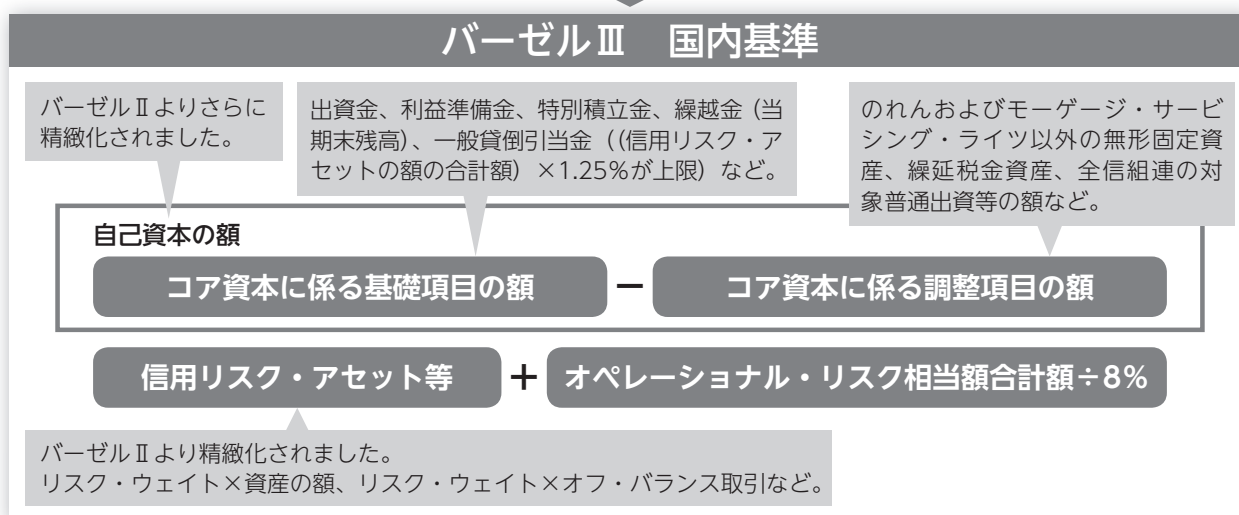 バーゼルⅢ　国内基準
バーゼルⅡよりさらに
精緻化されました。
出資金、利益準備金、特別積立金、繰越金（当
期末残高）、一般貸倒引当金（（信用リスク・ア
セットの額の合計額）×1.25%が上限）など。
のれんおよびモーゲージ・サービ
シング・ライツ以外の無形固定資
産、繰延税金資産、全信組連の対
象普通出資等の額など。
自己資本の額
コア資本に係る基礎項目の額 − コア資本に係る調整項目の額
信用リスク・アセット等 + オペレーショナル・リスク相当額合計額÷8%
バーゼルⅡより精緻化されました。
リスク・ウェイト×資産の額、リスク・ウェイト×オフ・バランス取引など。